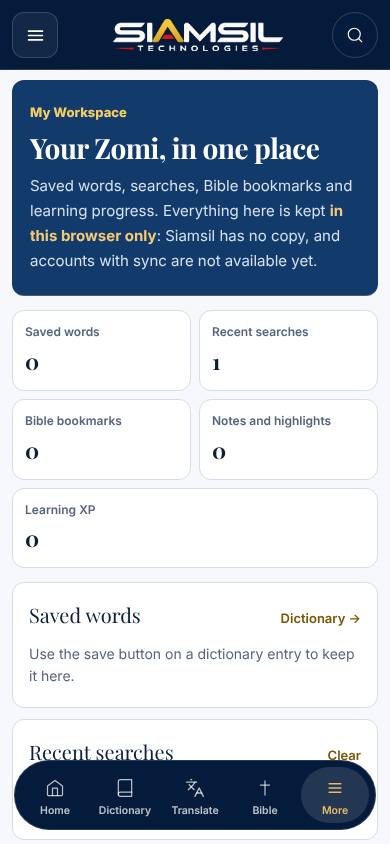 SIAMSIL
TECHNOLOGIES
My Workspace
Your Zomi, in one place
Saved words, searches, Bible bookmarks and
learning progress. Everything here is kept in
this browser only: Siamsil has no copy, and
accounts with sync are not available yet.
Saved words
0
Recent searches
1
Bible bookmarks
0
Notes and highlights
0
Learning XP
0
Saved words
Dictionary →
Use the save button on a dictionary entry to keep
it here.
Recent searches
Clear
Home
Dictionary
Translate
Bible
More